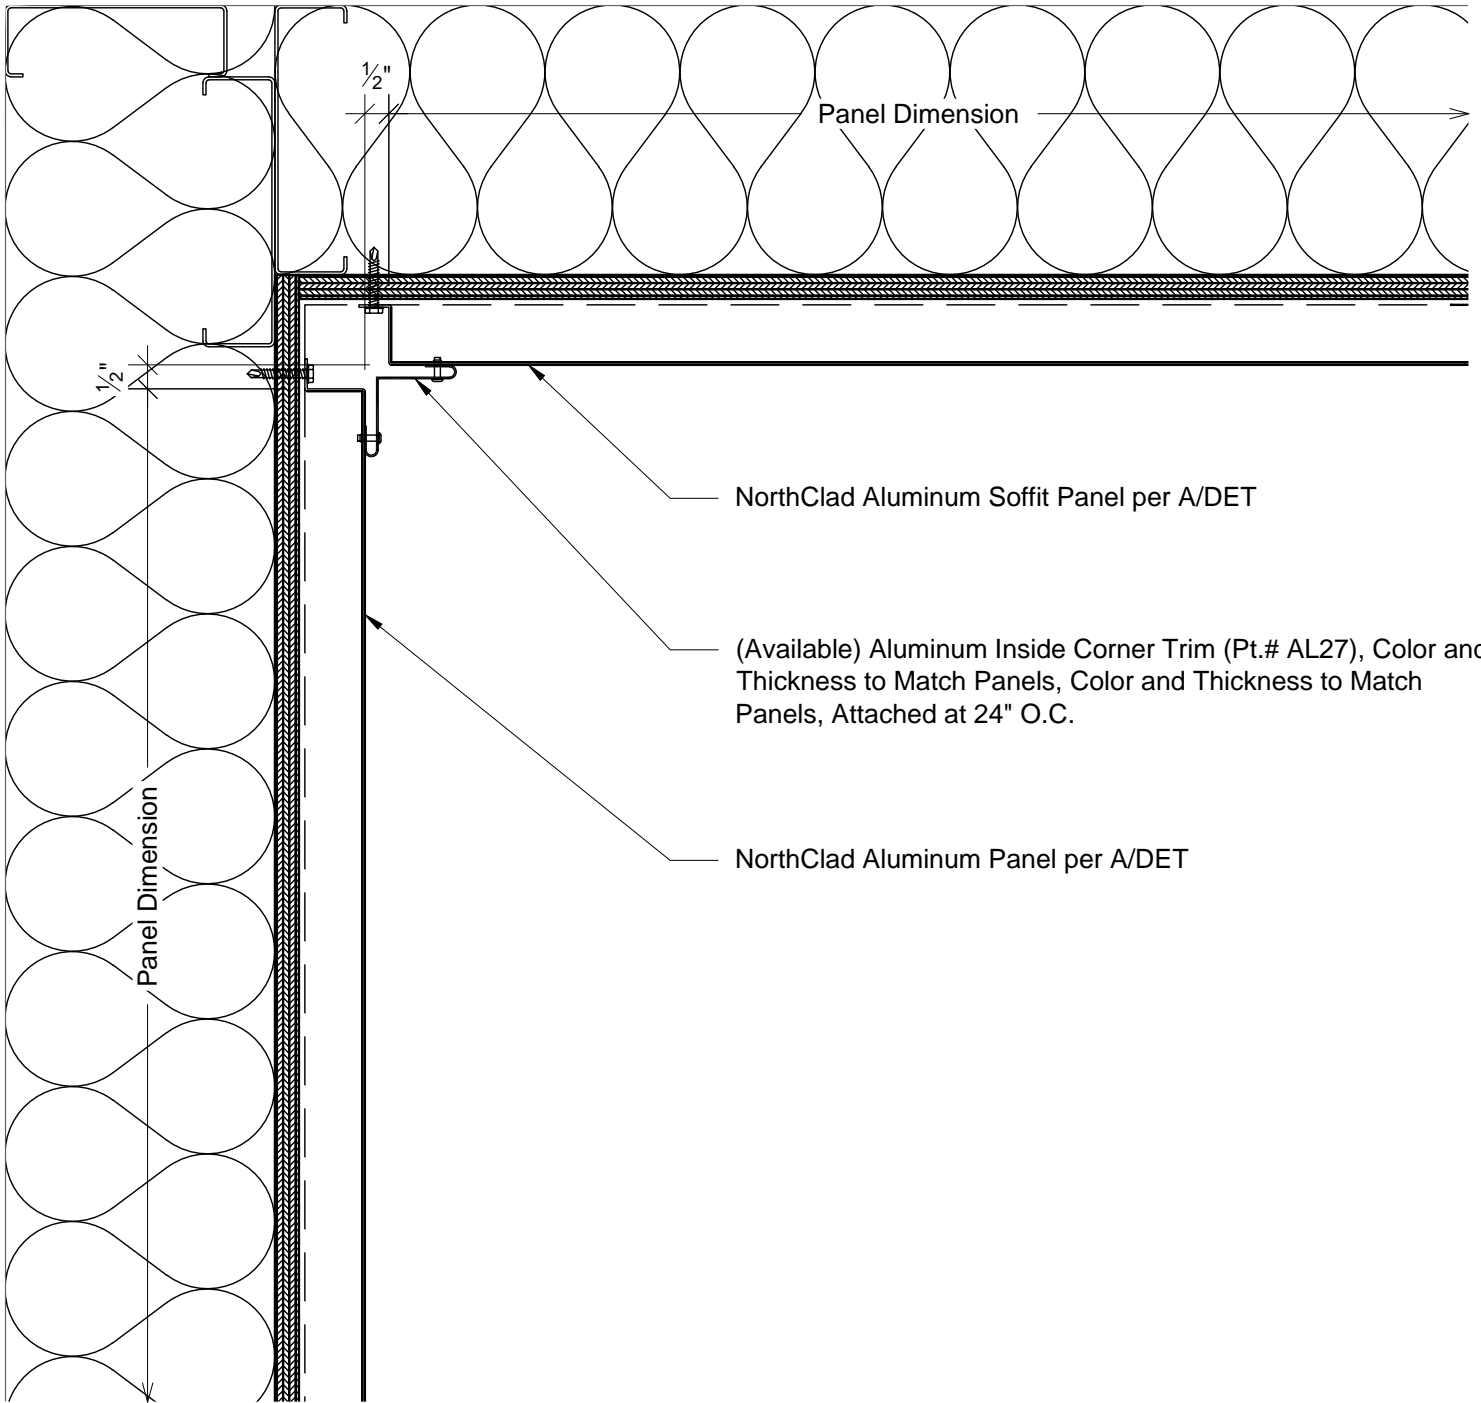 1/2"
Panel Dimension
1/2"
NorthClad Aluminum Soffit Panel per A/DET
(Available) Aluminum Inside Corner Trim (Pt.# AL27), Color and
Thickness to Match Panels, Color and Thickness to Match
Panels, Attached at 24" O.C.
Panel Dimension
NorthClad Aluminum Panel per A/DET